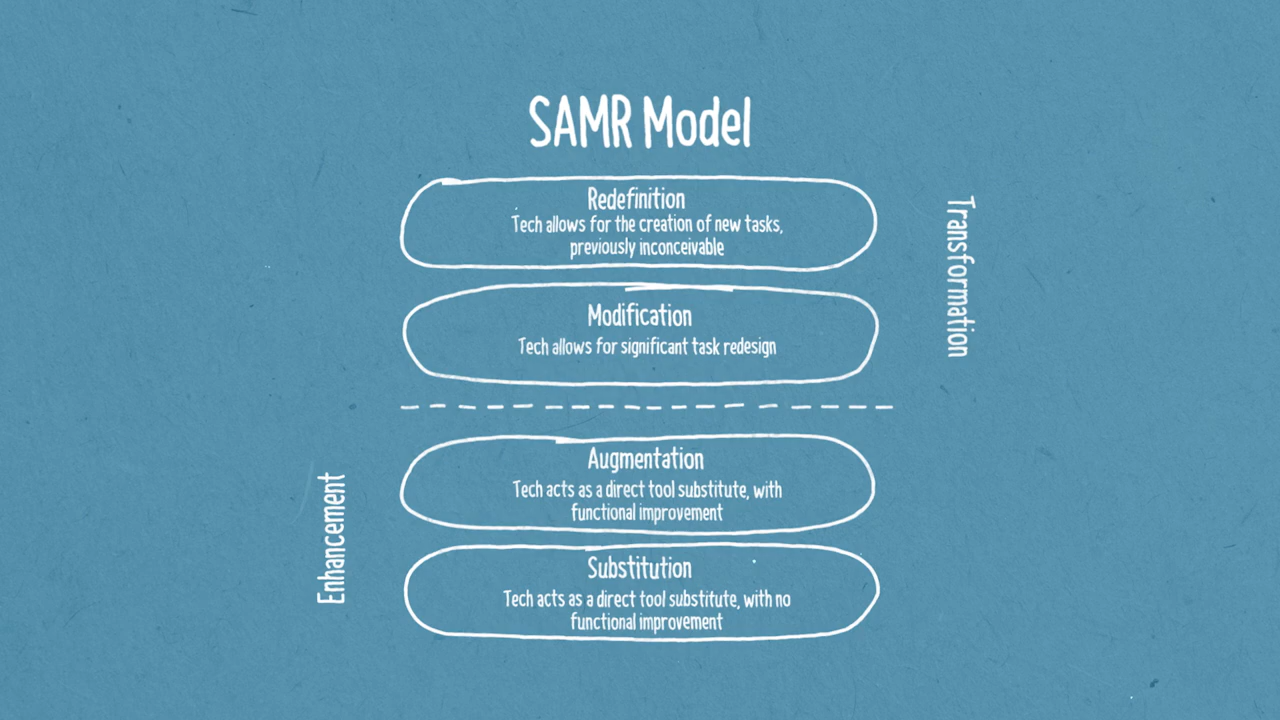 SAMR Model
Redefinition
Tech allows for the creation of new tasks,
previously inconceivable
Transformation
Modification
Tech allows for significant task redesign
Augmentation
Tech acts as a direct tool substitute, with
functional improvement
Enhancement
Substitution
Tech acts as a direct tool substitute, with no
functional improvement